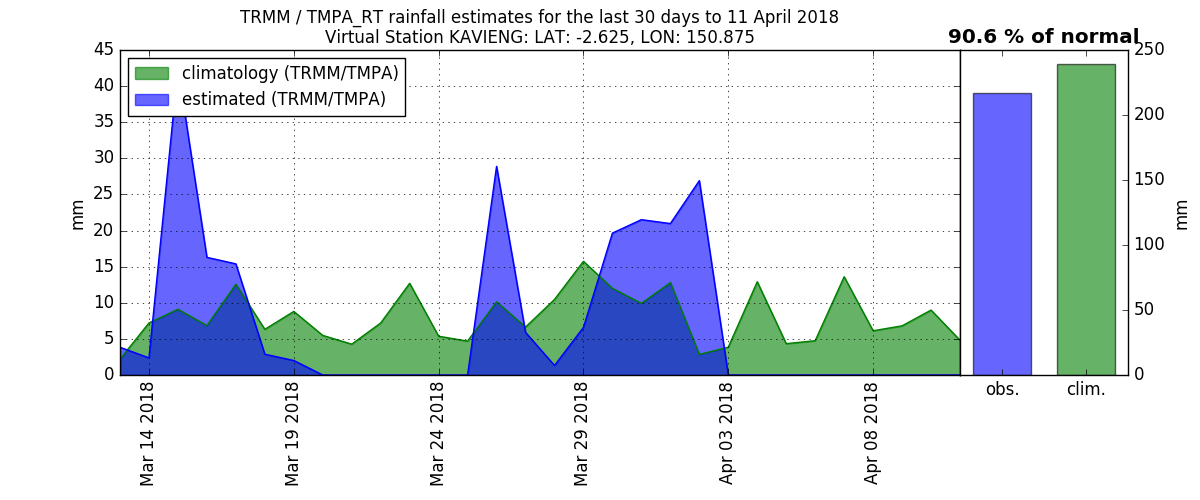 TRMM / TMPA_RT rainfall estimates for the last 30 days to 11 April 2018
Virtual Station KAVIENG: LAT: -2.625, LON: 150.875
90.6 % of normal
climatology (TRMM/TMPA)
estimated (TRMM/TMPA)
mm
45
40
35
30
25
20
15
10
5
0
Mar 14 2018
Mar 19 2018
Mar 24 2018
Mar 29 2018
Apr 03 2018
Apr 08 2018
obs.
clim.
250
200
150
100
50
0
mm